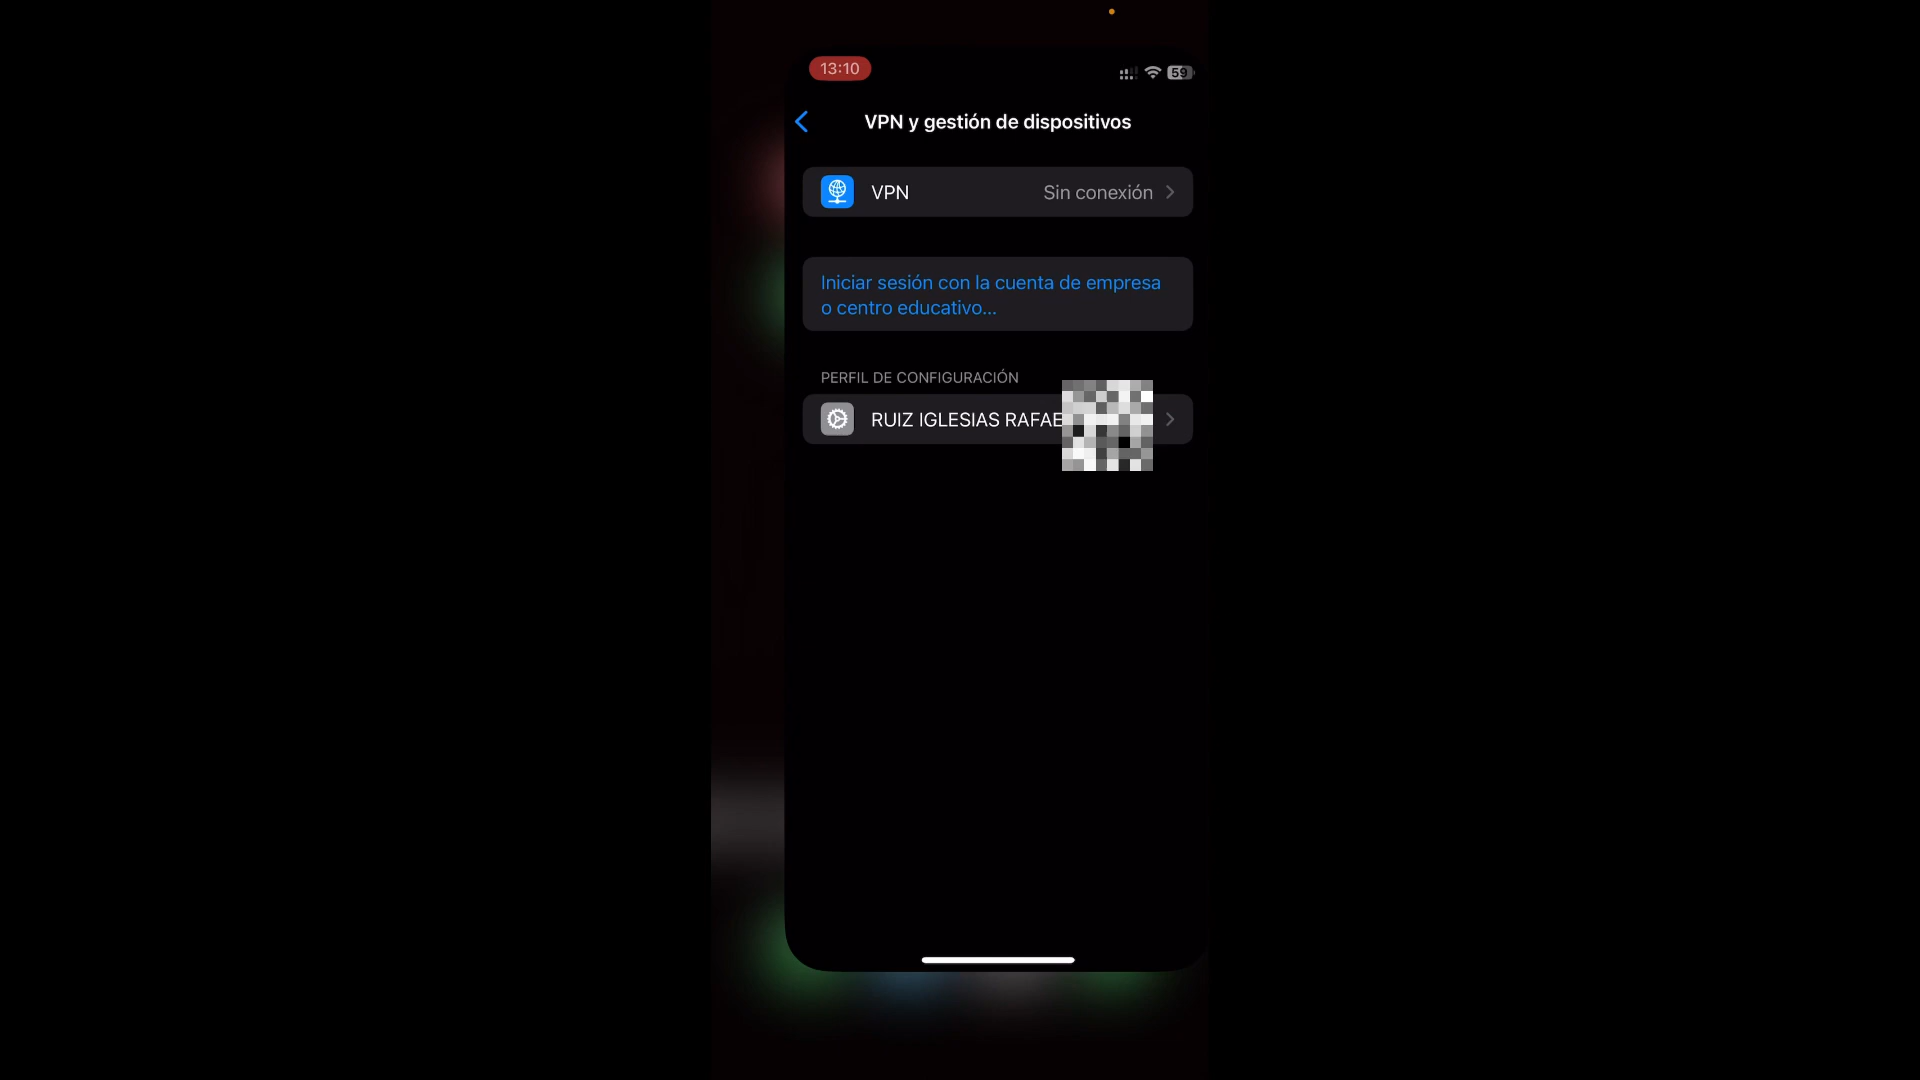 13:10
59
VPN y gestión de dispositivos
VPN
Sin conexión
Iniciar sesión con la cuenta de empresa
o centro educativo...
PERFIL DE CONFIGURACIÓN
RUIZ IGLESIAS RAFAE